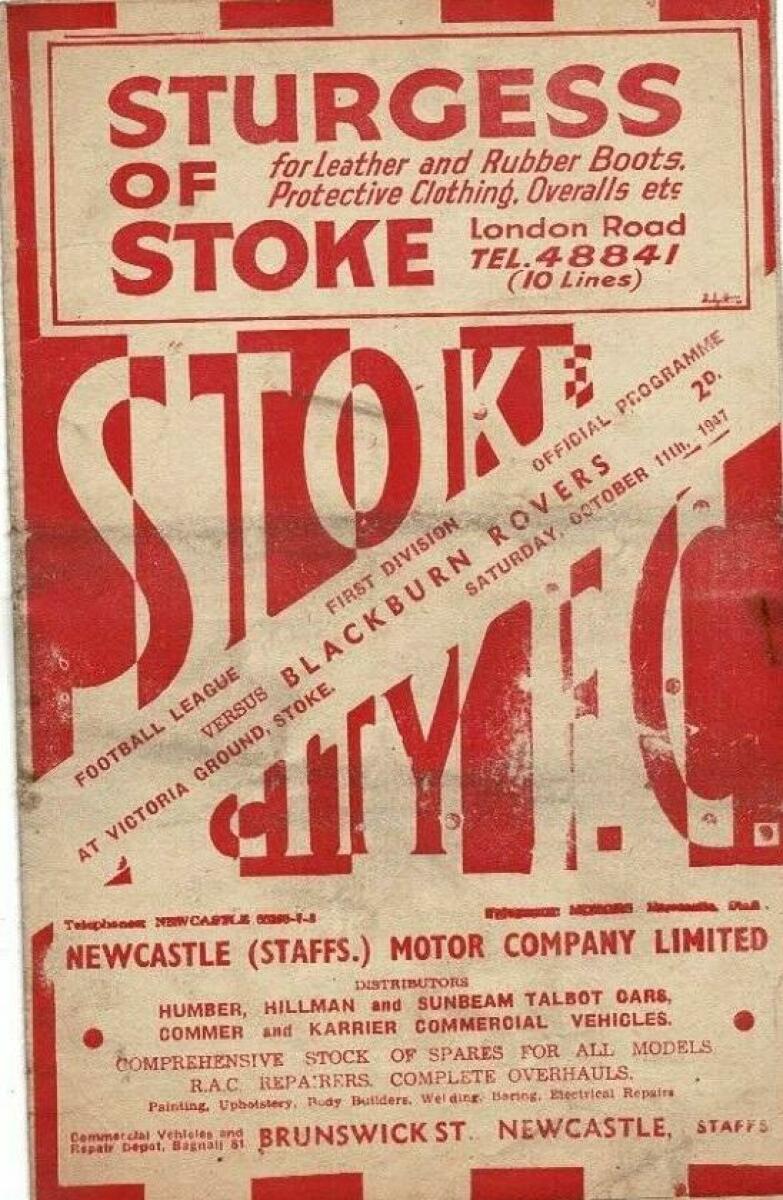 STURGESS
OF
for Leather and Rubber Boots.
Protective Clothing, Overalls etc
STOKE
London Road
TEL. 48841
(10 Lines)
STOKE
OFFICIAL PROGRAMME
2D.
FOOTBALL LEAGUE FIRST DIVISION
VERSUS BLACKBURN ROVERS
AT VICTORIA GROUND, STOKE. SATURDAY, OCTOBER 11th, 1947
CITY F.C.
Telephones: NEWCASTLE
NEWCASTLE (STAFFS.) MOTOR COMPANY LIMITED
DISTRIBUTORS
HUMBER, HILLMAN and SUNBEAM TALBOT CARS,
COMMER and KARRIER COMMERCIAL VEHICLES.
COMPREHENSIVE STOCK OF SPARES FOR ALL MODELS
R.A.C. REPAIRERS. COMPLETE OVERHAULS.
Painting, Upholstery, Body Builders, Welding, Boring, Electrical Repairs
Commercial Vehicles and
Repair Depot, Bagnall St
BRUNSWICK ST. NEWCASTLE, STAFFS